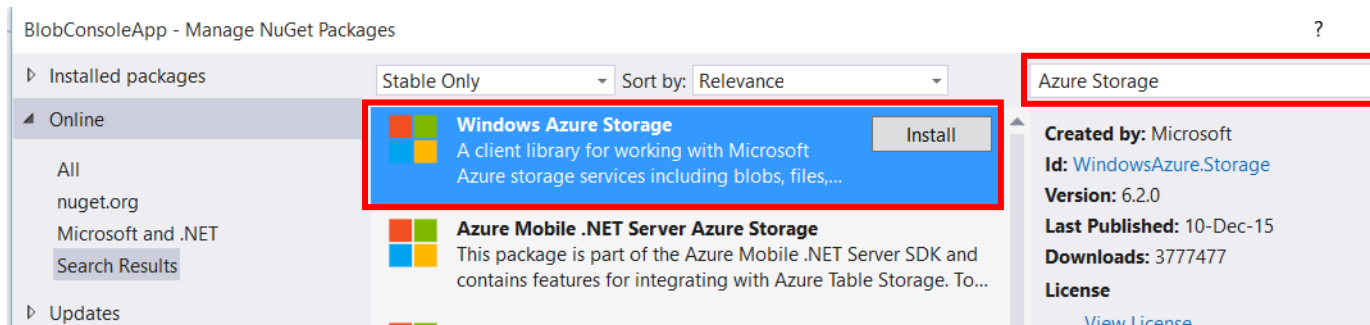 BlobConsoleApp - Manage NuGet Packages ?
Installed packages
Online
All
nuget.org
Microsoft and .NET
Search Results
Updates
Stable Only Sort by: Relevance
Windows Azure Storage Install
A client library for working with Microsoft
Azure storage services including blobs, files,...
Azure Mobile .NET Server Azure Storage
This package is part of the Azure Mobile .NET Server SDK and
contains features for integrating with Azure Table Storage. To...
Azure Storage
Created by: Microsoft
Id: WindowsAzure.Storage
Version: 6.2.0
Last Published: 10-Dec-15
Downloads: 3777477
License
View License